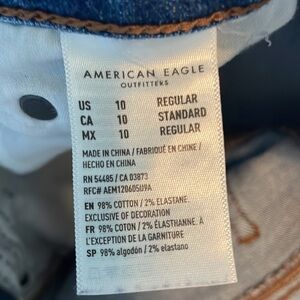 AMERICAN EAGLE
OUTFITTERS
US 10 REGULAR
CA 10 STANDARD
MX 10 REGULAR
MADE IN CHINA / FABRIQUÉ EN CHINE /
HECHO EN CHINA
RN 54485 / CA 03873
RFC# AEM120605U9A
EN 98% COTTON / 2% ELASTANE.
EXCLUSIVE OF DECORATION
FR 98% COTON / 2% ÉLASTHANNE. À
L'EXCEPTION DE LA GARNITURE
SP 98% algodón / 2% elastano